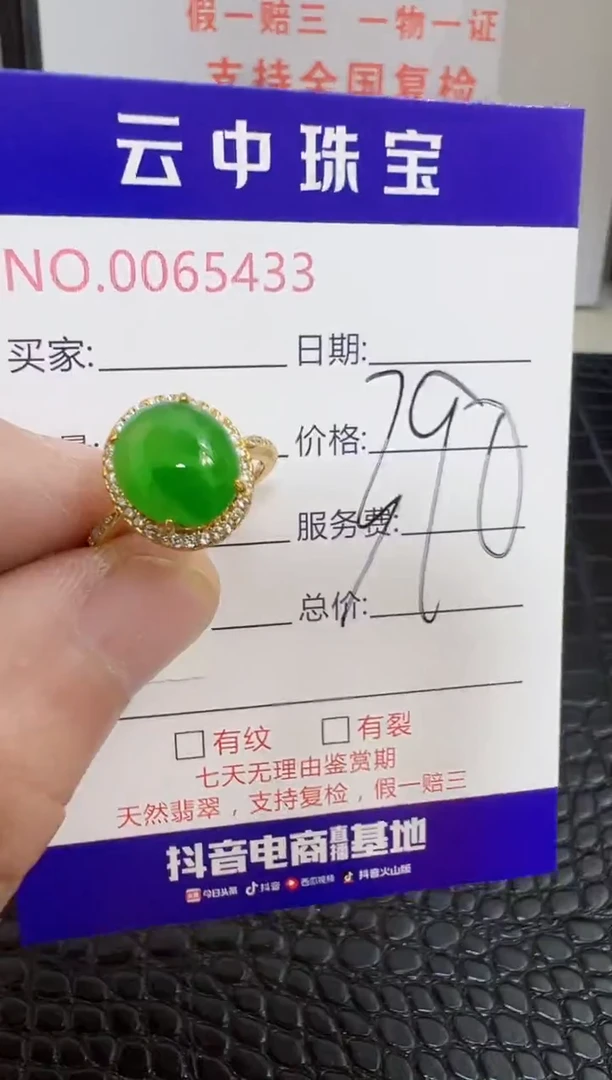 假一赔三 一物一证
支持全国复检
云中珠宝
NO.0065433
买家: 日期:
价格:
服务费:
总价:
有纹 有裂
七天无理由鉴赏期
天然翡翠，支持复检，假一赔三
抖音电商直播基地
今日头条 抖音 西瓜视频 抖音火山版